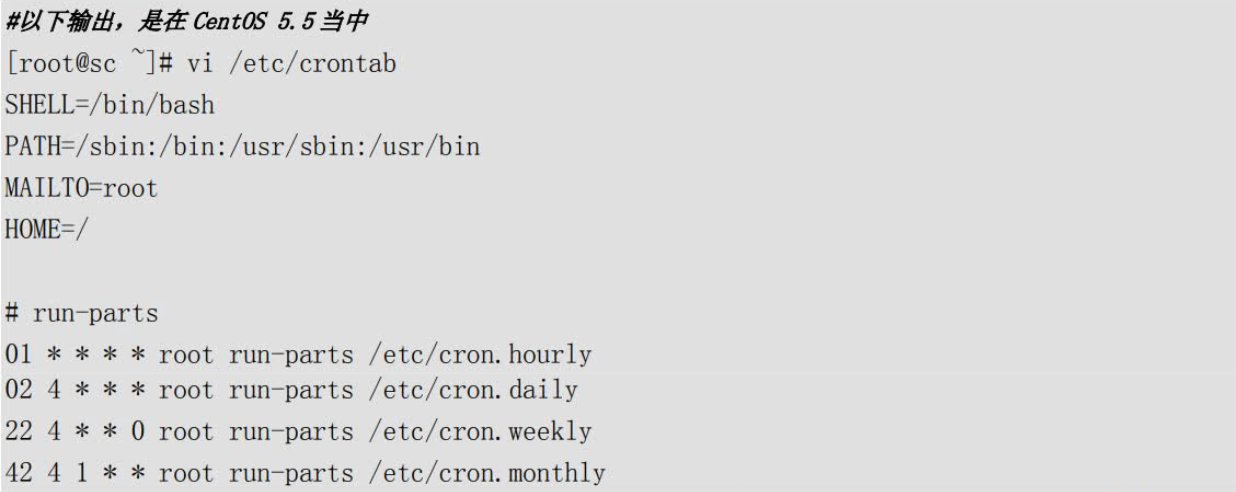 #以下输出，是在 CentOS 5.5 当中
[root@sc ~]# vi /etc/crontab
SHELL=/bin/bash
PATH=/sbin:/bin:/usr/sbin:/usr/bin
MAILTO=root
HOME=/
# run-parts
01 * * * * root run-parts /etc/cron.hourly
02 4 * * * root run-parts /etc/cron.daily
22 4 * * 0 root run-parts /etc/cron.weekly
42 4 1 * * root run-parts /etc/cron.monthly